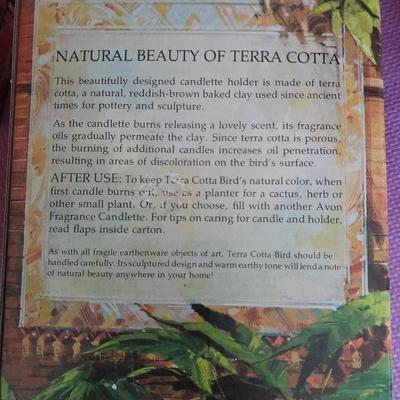 NATURAL BEAUTY OF TERRA COTTA
This beautifully designed candlette holder is made of terra
cotta, a natural, reddish-brown baked clay used since ancient
times for pottery and sculpture.
As the candlette burns releasing a lovely scent, its fragrance
oils gradually permeate the clay. Since terra cotta is porous,
the burning of additional candles increases oil penetration,
resulting in areas of discoloration on the bird's surface.
AFTER USE: To keep Terra Cotta Bird's natural color, when
first candle burns out, use as a planter for a cactus, herb or
other small plant. Or, if you choose, fill with another Avon
Fragrance Candlette. For tips on caring for candle and holder,
read flaps inside carton.
As with all fragile earthenware objects of art, Terra Cotta Bird should be
handled carefully. Its sculptured design and warm earthy tone will lend a note
of natural beauty anywhere in your home!